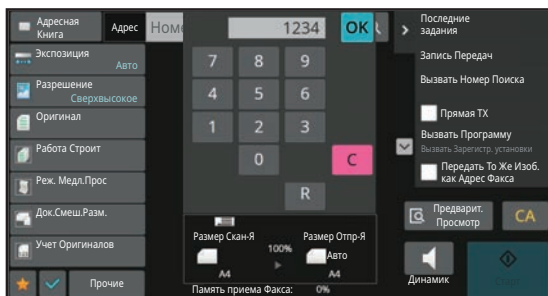 Адресная
Книга
Адрес
Номе
1234
OK
Последние
задания
Экспозиция
Авто
Запись Передач
Разрешение
Сверхвысокое
Вызвать Номер Поиска
7 8 9
4 5 6
1 2 3
0 C
R
Оригинал
Прямая TX
Работа Строит
Вызвать Программу
Вызвать Зарегистр. установки
Реж. Медл.Прос
Передать То Же Изоб.
как Адрес Факса
Док.Смеш.Разм.
Предварит.
Просмотр
CA
Учет Оригиналов
Размер Скан-Я
100%
Размер Отпр-Я
Авто
A4
A4
Прочие
Память приема Факса: 0%
Динамик